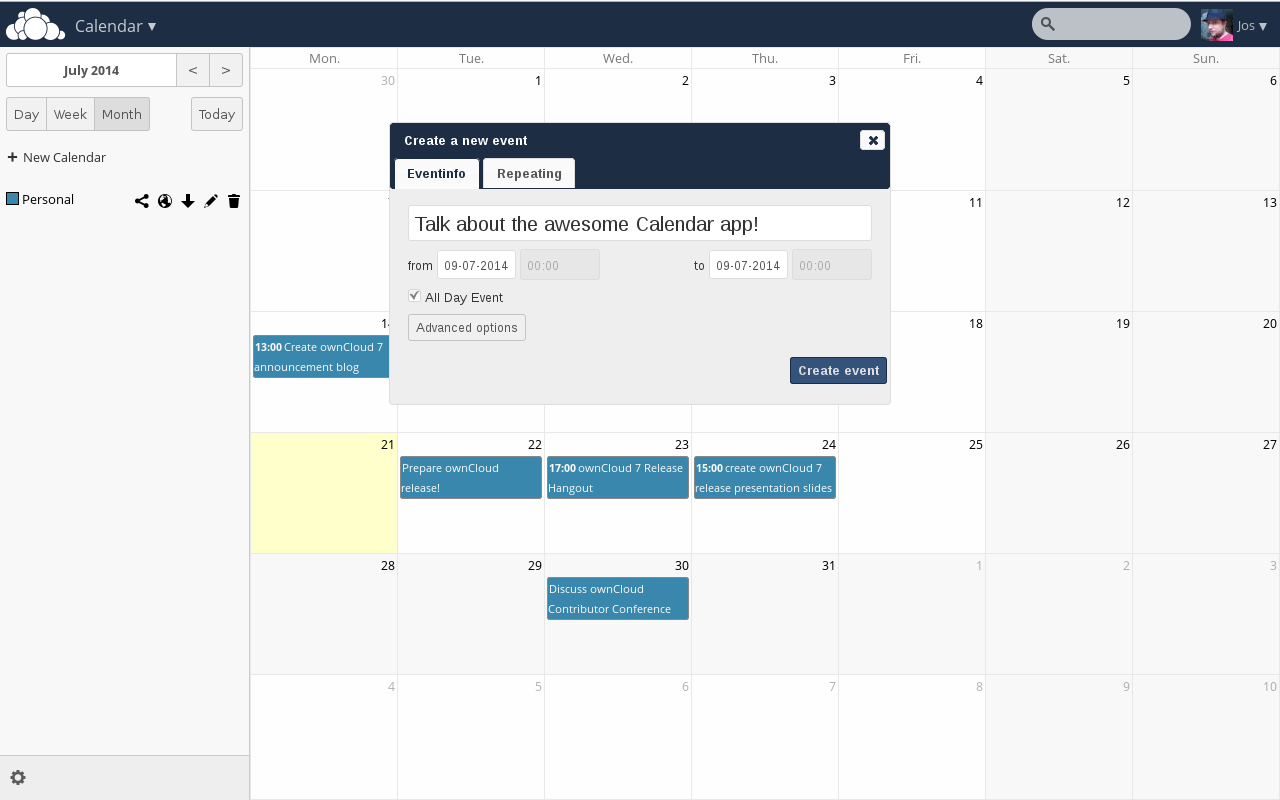 Calendar ▾
Jos ▾
July 2014 < >
Day Week Month Today
+ New Calendar
Personal
Mon. Tue. Wed. Thu. Fri. Sat. Sun.
30 1 2 3 4 5 6
Create a new event
Eventinfo Repeating
11 12 13
Talk about the awesome Calendar app!
from 09-07-2014 00:00 to 09-07-2014 00:00
All Day Event
18 19 20
Advanced options
13:00 Create ownCloud 7
announcement blog
Create event
21 22 23 24 25 26 27
Prepare ownCloud
release!
17:00 ownCloud 7 Release
Hangout
15:00 create ownCloud 7
release presentation slides
28 29 30 31 1 2 3
Discuss ownCloud
Contributor Conference
4 5 6 7 8 9 10